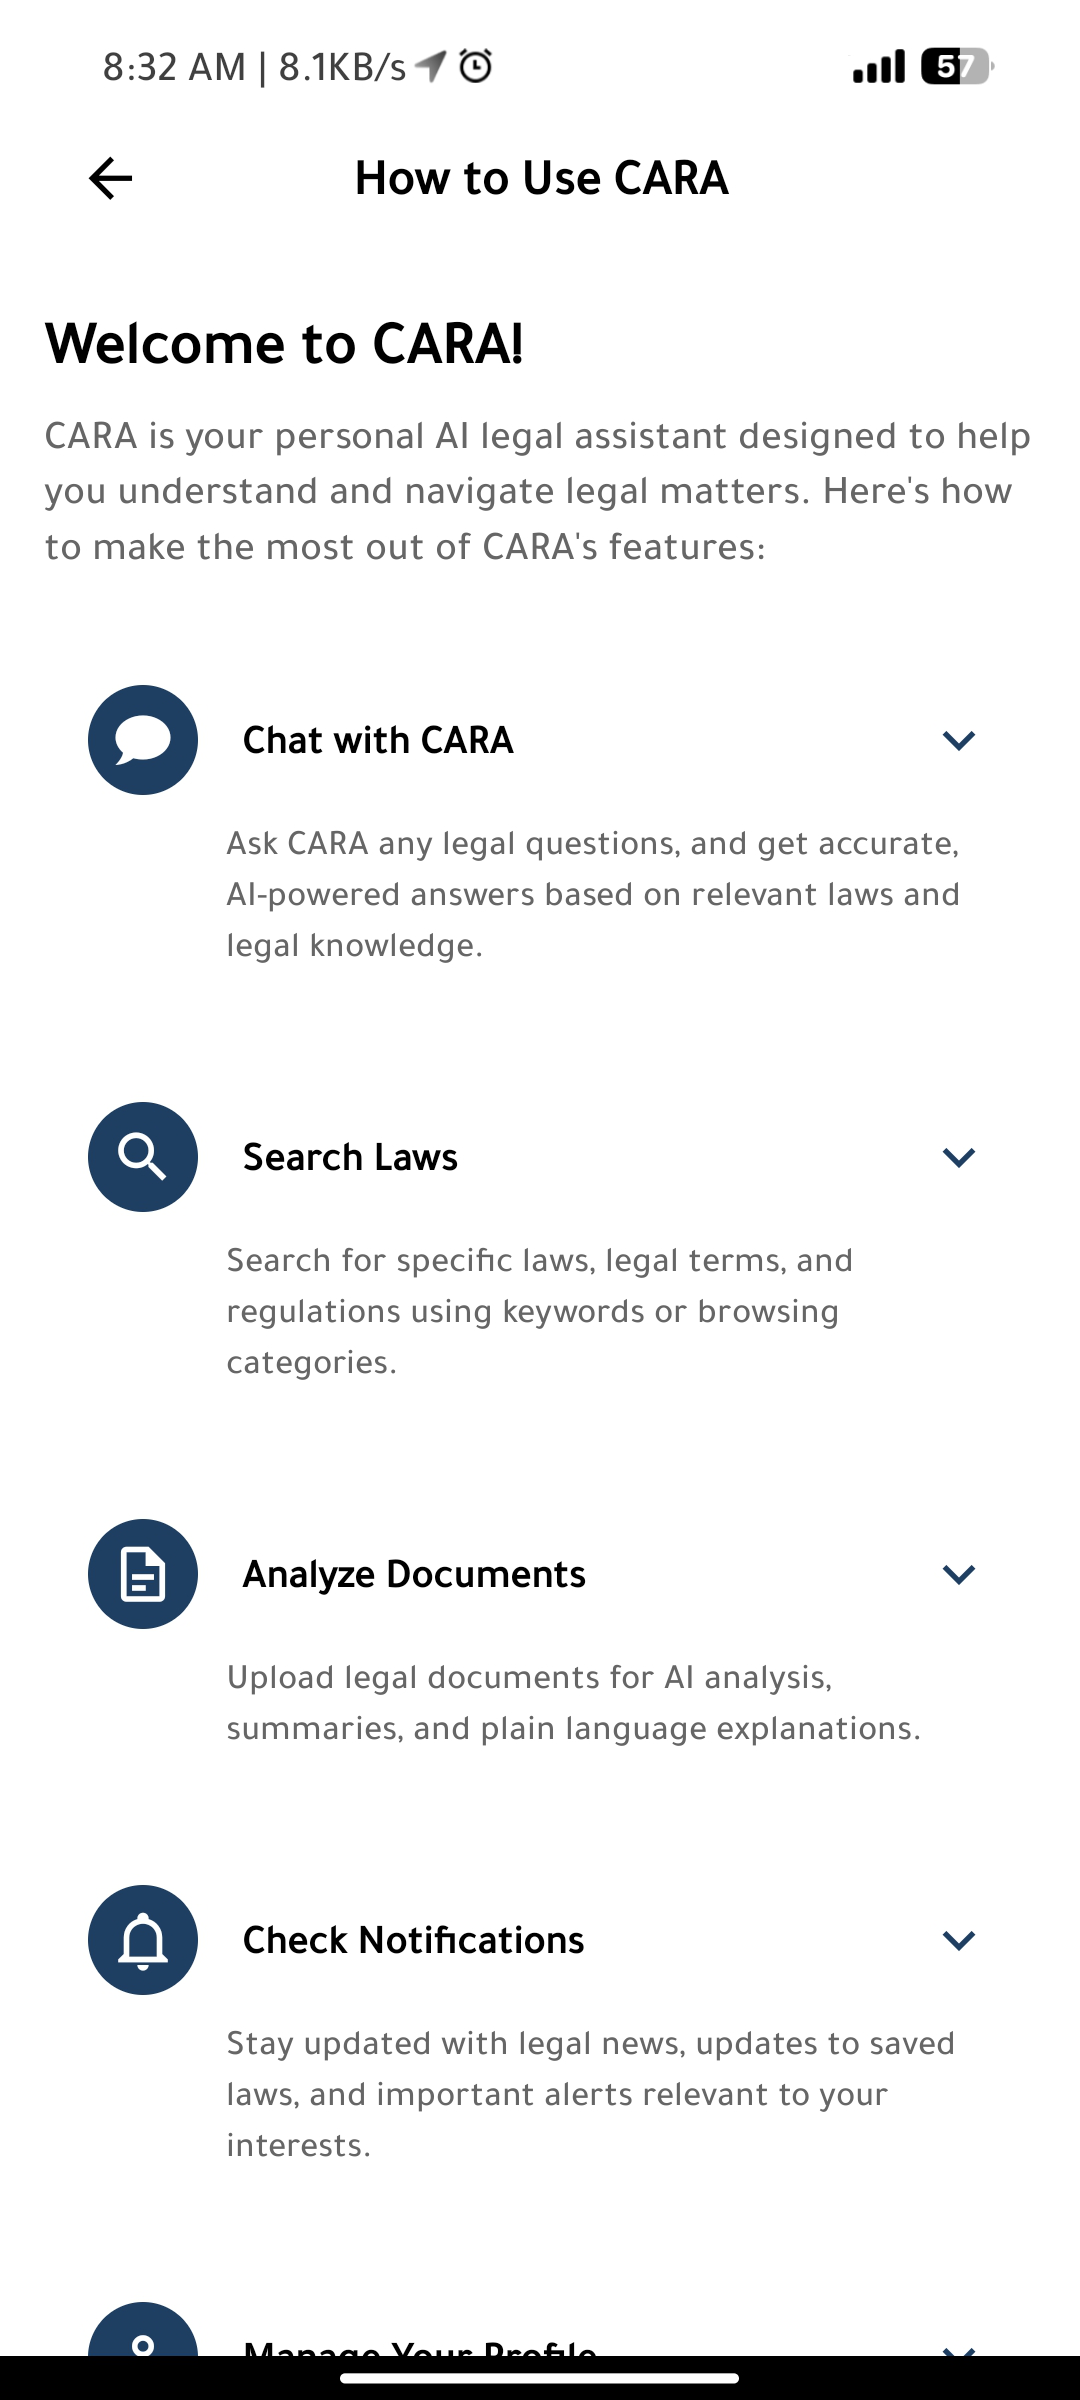 8:32 AM | 8.1KB/s
57
How to Use CARA
Welcome to CARA!
CARA is your personal AI legal assistant designed to help
you understand and navigate legal matters. Here's how
to make the most out of CARA's features:
Chat with CARA
Ask CARA any legal questions, and get accurate,
AI-powered answers based on relevant laws and
legal knowledge.
Search Laws
Search for specific laws, legal terms, and
regulations using keywords or browsing
categories.
Analyze Documents
Upload legal documents for AI analysis,
summaries, and plain language explanations.
Check Notifications
Stay updated with legal news, updates to saved
laws, and important alerts relevant to your
interests.
Manage Your Profile